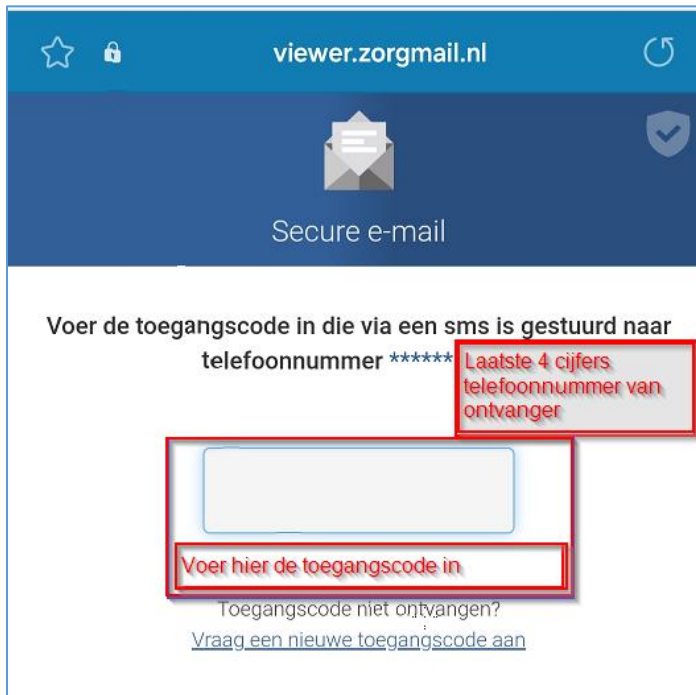 viewer.zorgmail.nl
Secure e-mail
Voer de toegangscode in die via een sms is gestuurd naar
telefoonnummer ******
Laatste 4 cijfers
telefoonnummer van
ontvanger
Voer hier de toegangscode in
Toegangscode niet ontvangen?
Vraag een nieuwe toegangscode aan